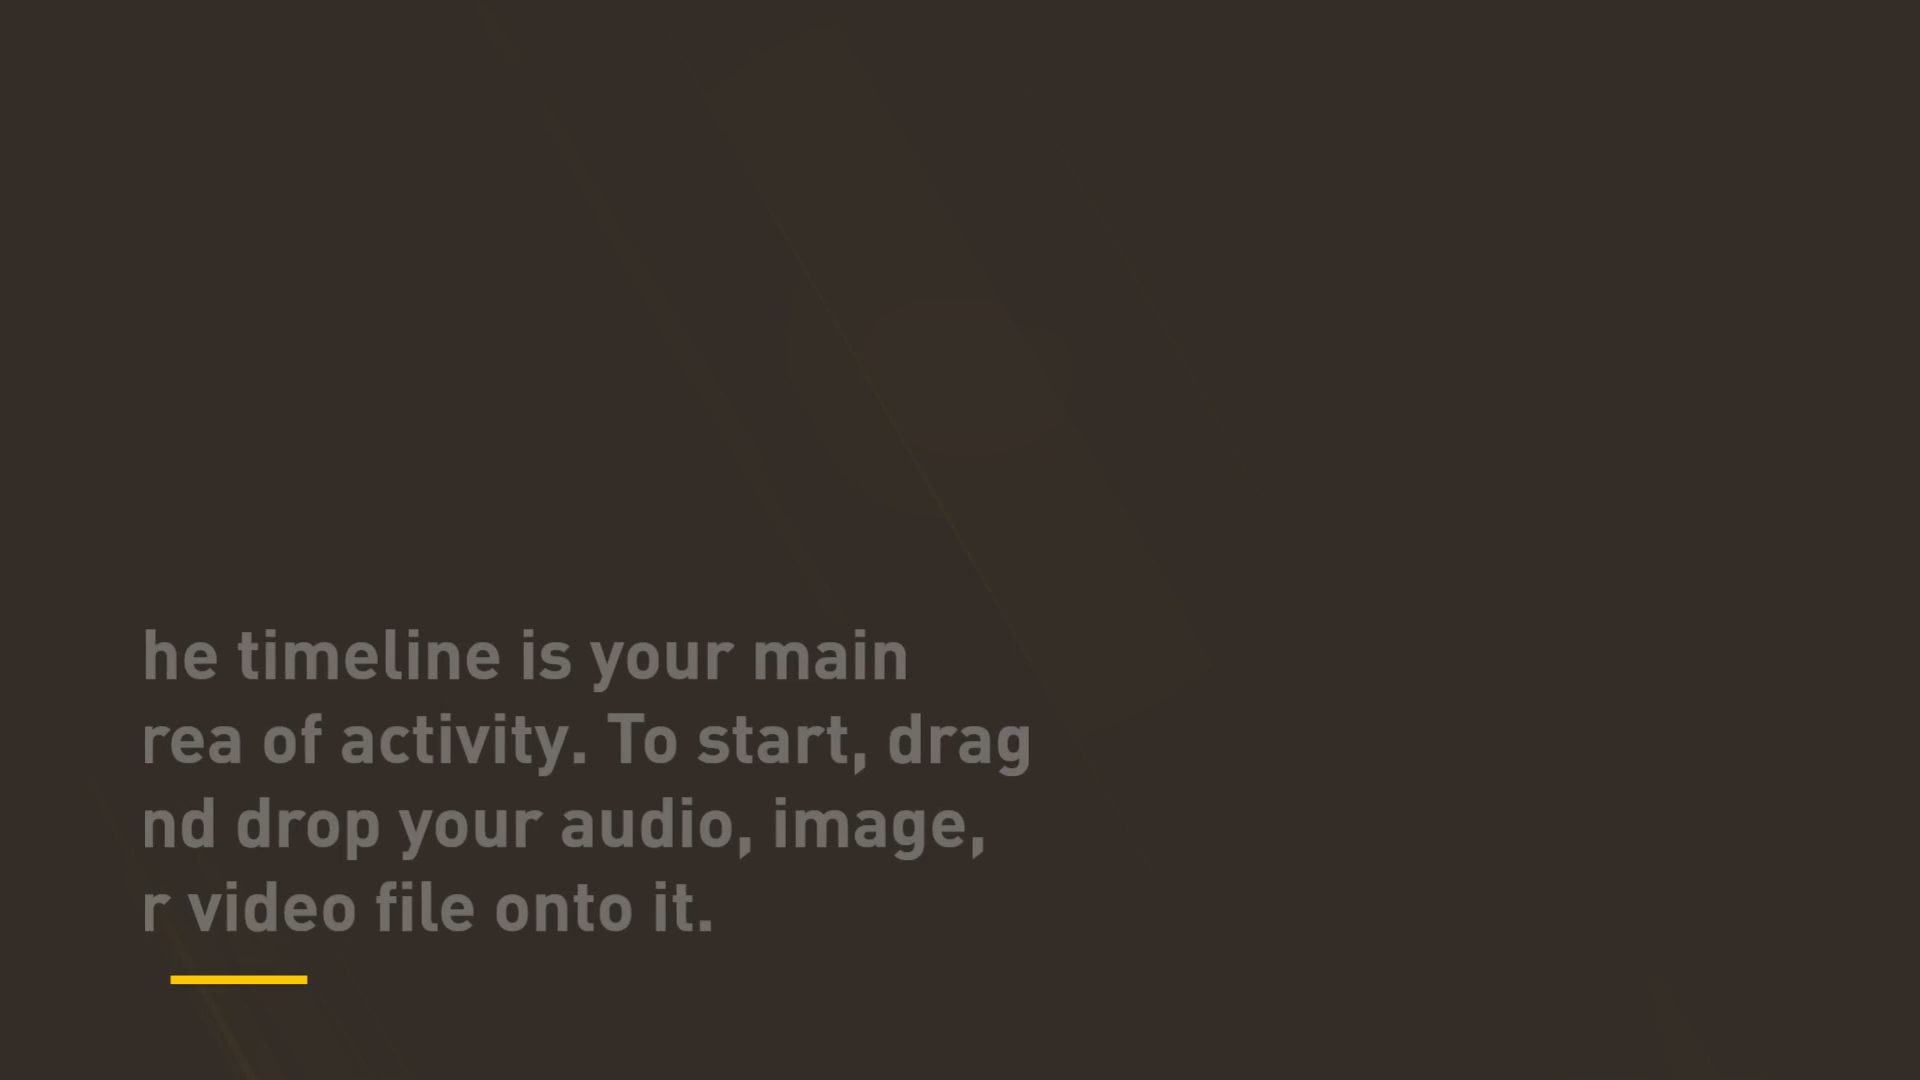 he timeline is your main
rea of activity. To start, drag
nd drop your audio, image,
r video file onto it.